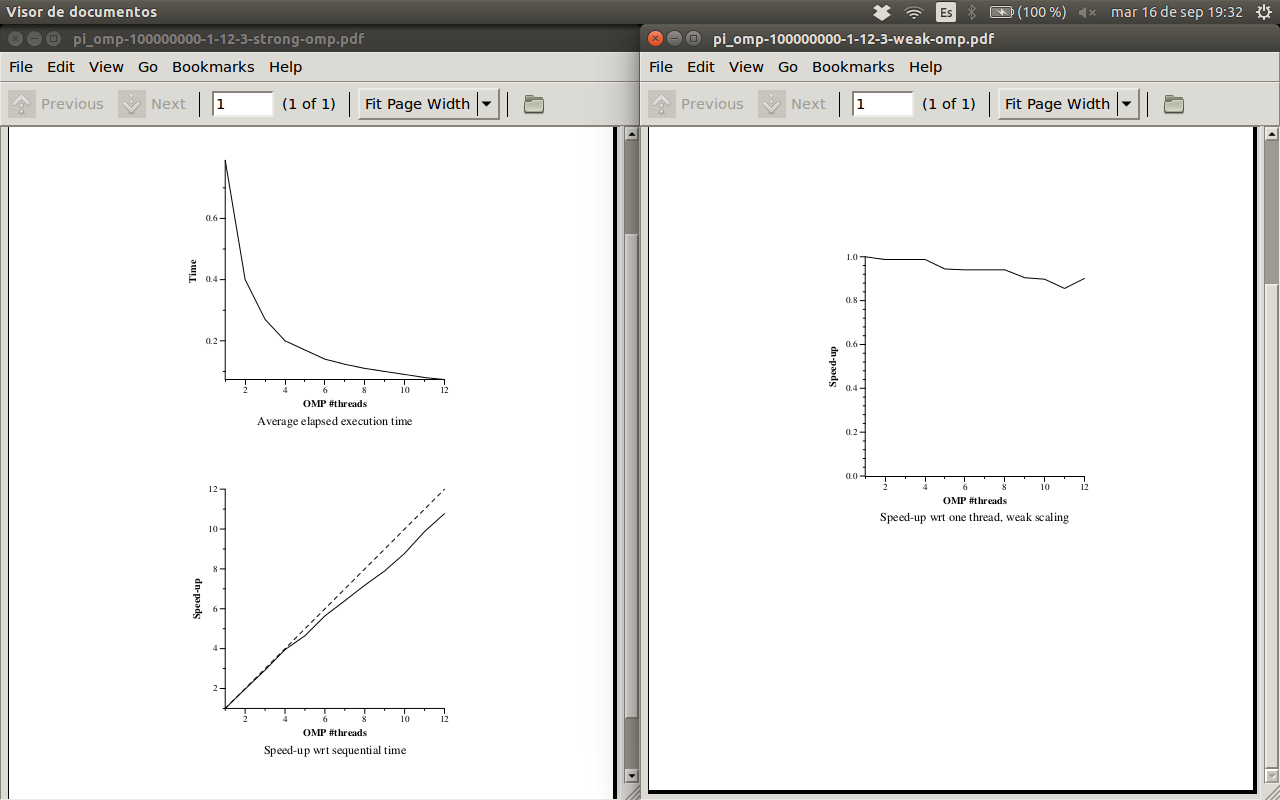 Visor de documentos
Es
(100 %)
mar 16 de sep 19:32
pi_omp-100000000-1-12-3-strong-omp.pdf
File Edit View Go Bookmarks Help
Previous Next 1 (1 of 1) Fit Page Width
0.6
0.4
0.2
Time
2 4 6 8 10 12
OMP #threads
Average elapsed execution time
12
10
8
6
4
2
Speed-up
2 4 6 8 10 12
OMP #threads
Speed-up wrt sequential time
pi_omp-100000000-1-12-3-weak-omp.pdf
File Edit View Go Bookmarks Help
Previous Next 1 (1 of 1) Fit Page Width
1.0
0.8
0.6
0.4
0.2
0.0
Speed-up
2 4 6 8 10 12
OMP #threads
Speed-up wrt one thread, weak scaling